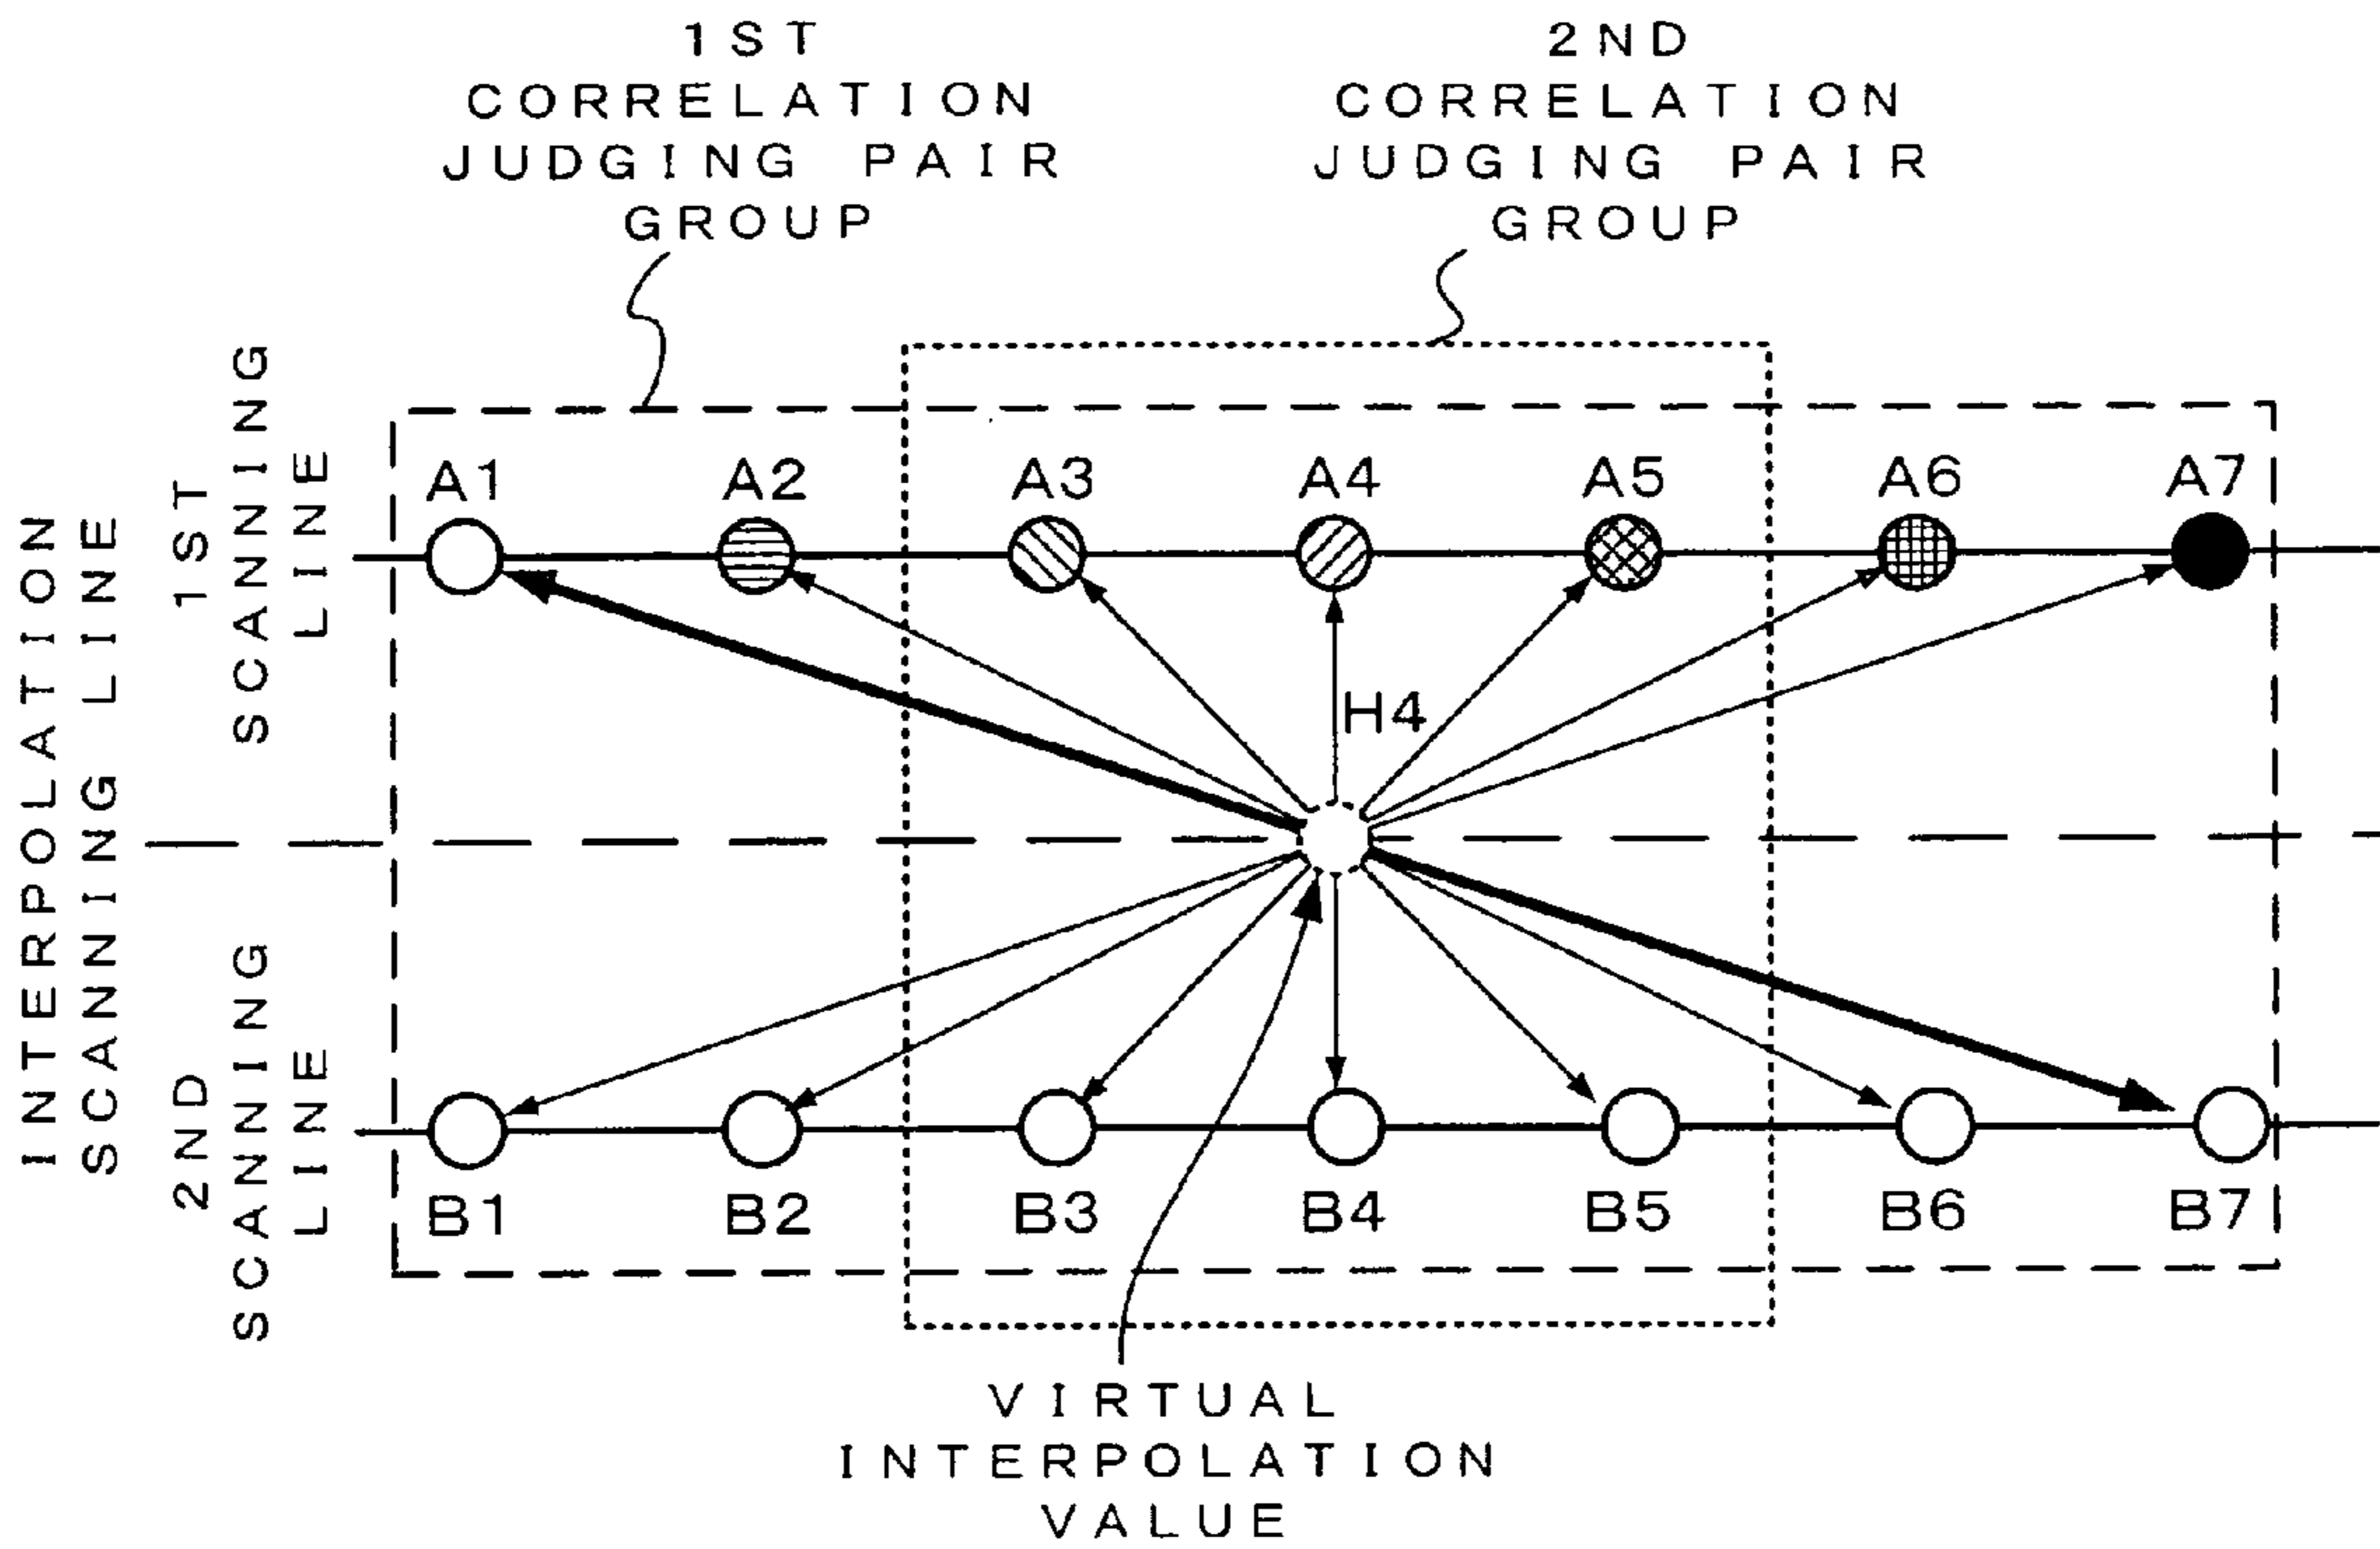 1ST
CORRELATION
JUDGING PAIR
GROUP
2ND
CORRELATION
JUDGING PAIR
GROUP
INTERPOLATION
SCANNING LINE
1ST
SCANNING
LINE
A1 A2 A3 A4 A5 A6 A7
H4
2ND
SCANNING
LINE
B1 B2 B3 B4 B5 B6 B7
VIRTUAL
INTERPOLATION
VALUE